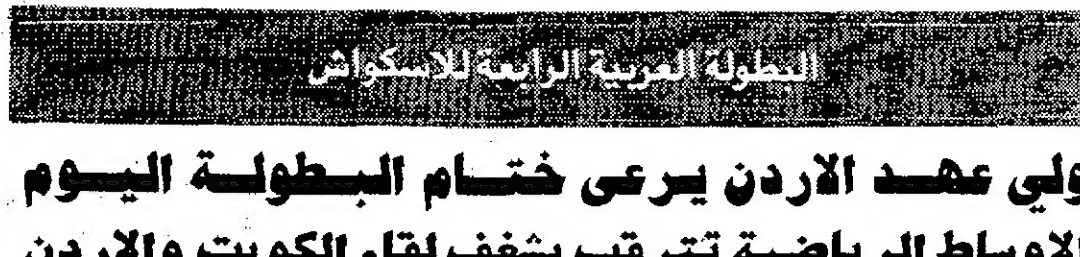 البطولة العربية الرابعة للاسكواش
ولي عهد الاردن يرعى ختام البطولة اليوم
الاوساط الرياضية تترقب بشغف لقاء الكويت والاردن